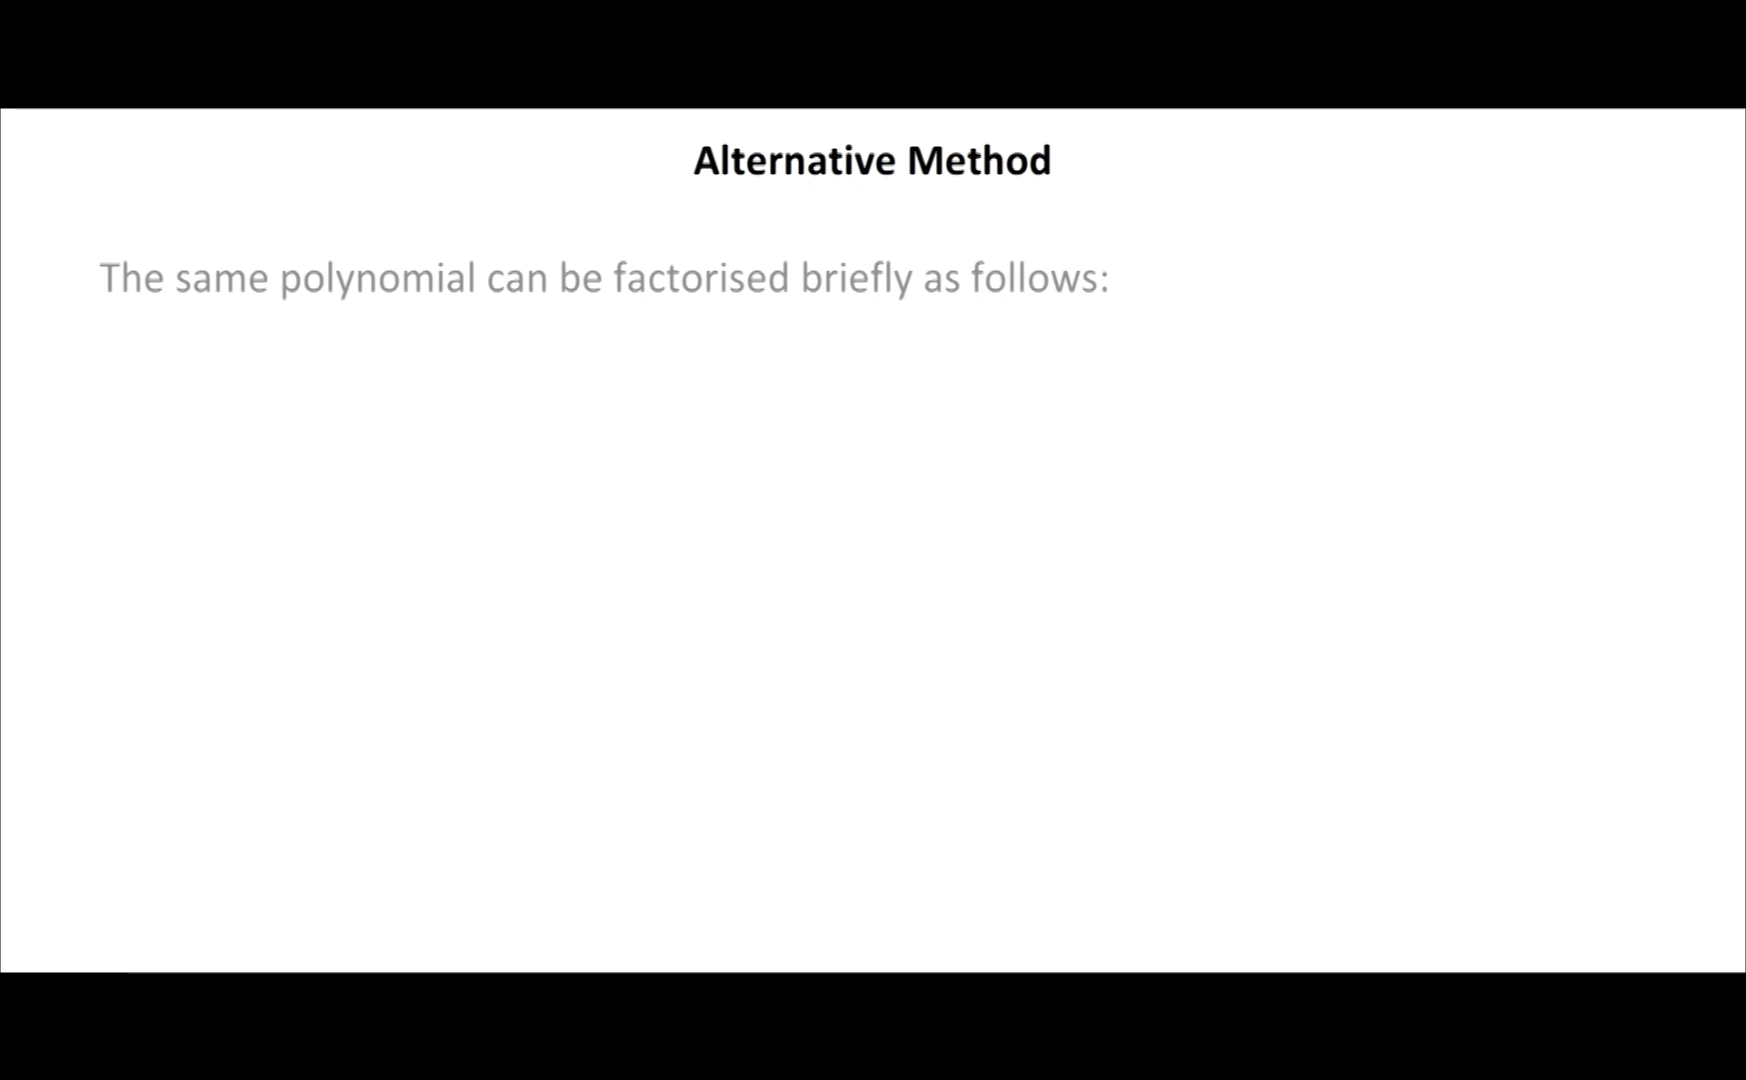 Alternative Method
The same polynomial can be factorised briefly as follows: